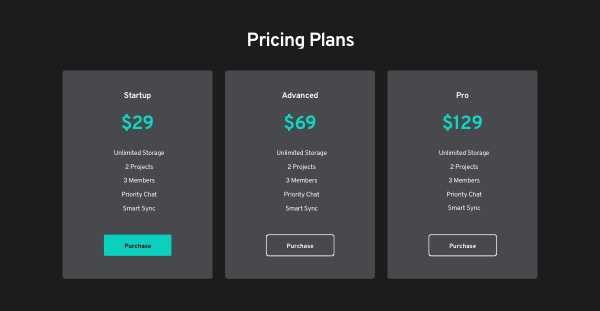 Pricing Plans
Startup
$29
Unlimited Storage
2 Projects
3 Members
Priority Chat
Smart Sync
Purchase
Advanced
$69
Unlimited Storage
2 Projects
3 Members
Priority Chat
Smart Sync
Purchase
Pro
$129
Unlimited Storage
2 Projects
3 Members
Priority Chat
Smart Sync
Purchase